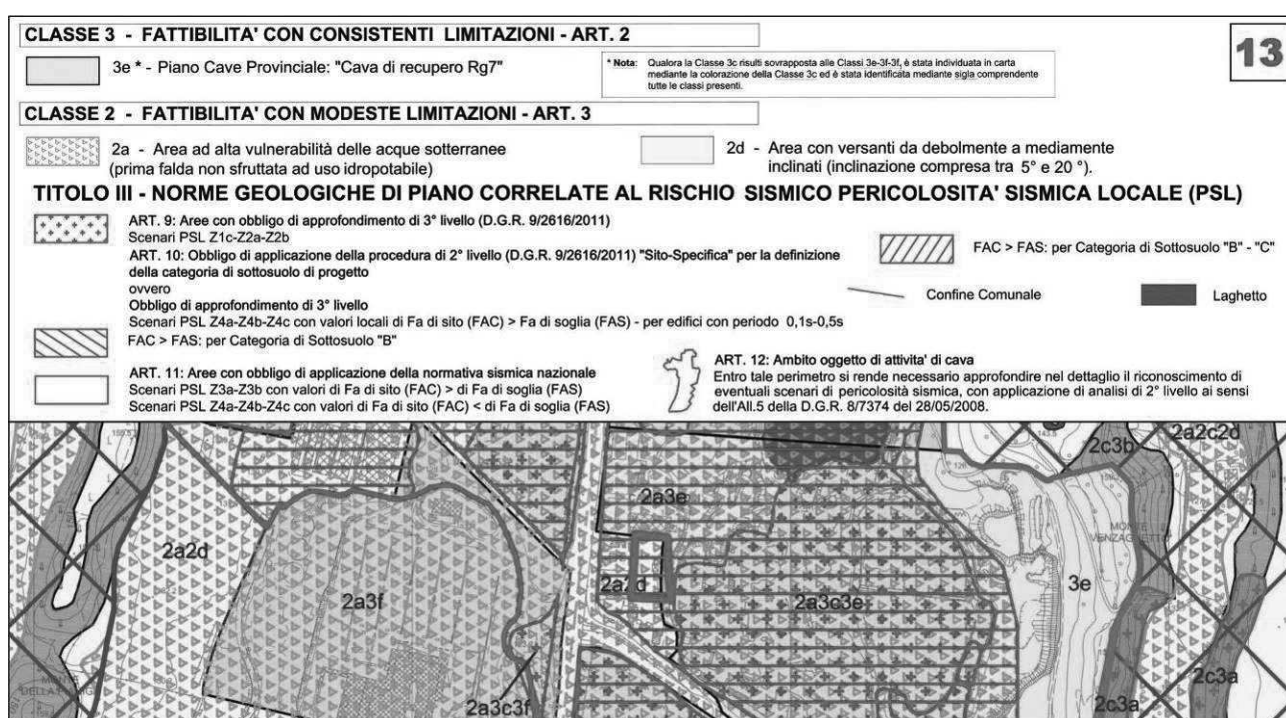 CLASSE 3 - FATTIBILITA' CON CONSISTENTI LIMITAZIONI - ART. 2
13
3e * - Piano Cave Provinciale: "Cava di recupero Rg7"
* Nota: Qualora la Classe 3c risulti sovrapposta alle Classi 3e-3f-3f, è stata individuata in carta
mediante la colorazione della Classe 3c ed è stata identificata mediante sigla comprendente
tutte le classi presenti.
CLASSE 2 - FATTIBILITA' CON MODESTE LIMITAZIONI - ART. 3
2a - Area ad alta vulnerabilità delle acque sotterranee
(prima falda non sfruttata ad uso idropotabile)
2d - Area con versanti da debolmente a mediamente
inclinati (inclinazione compresa tra 5° e 20 °).
TITOLO III - NORME GEOLOGICHE DI PIANO CORRELATE AL RISCHIO SISMICO PERICOLOSITA' SISMICA LOCALE (PSL)
ART. 9: Aree con obbligo di approfondimento di 3° livello (D.G.R. 9/2616/2011)
Scenari PSL Z1c-Z2a-Z2b
ART. 10: Obbligo di applicazione della procedura di 2° livello (D.G.R. 9/2616/2011) "Sito-Specifica" per la definizione
della categoria di sottosuolo di progetto
ovvero
Obbligo di approfondimento di 3° livello
Scenari PSL Z4a-Z4b-Z4c con valori locali di Fa di sito (FAC) > Fa di soglia (FAS) - per edifici con periodo 0,1s-0,5s
FAC > FAS: per Categoria di Sottosuolo "B"
FAC > FAS: per Categoria di Sottosuolo "B" - "C"
Confine Comunale
Laghetto
ART. 11: Aree con obbligo di applicazione della normativa sismica nazionale
Scenari PSL Z3a-Z3b con valori di Fa di sito (FAC) > di Fa di soglia (FAS)
Scenari PSL Z4a-Z4b-Z4c con valori di Fa di sito (FAC) < di Fa di soglia (FAS)
ART. 12: Ambito oggetto di attivita' di cava
Entro tale perimetro si rende necessario approfondire nel dettaglio il riconoscimento di
eventuali scenari di pericolosità sismica, con applicazione di analisi di 2° livello ai sensi
dell'All.5 della D.G.R. 8/7374 del 28/05/2008.
143.5
2c3b
2a2c2d
2a3e
2a2d
MONTE
VENZAGHETTO
2a2d
3e
2a3f
2a3c3e
MONTE
2c3a
2a3c3f
2c3a